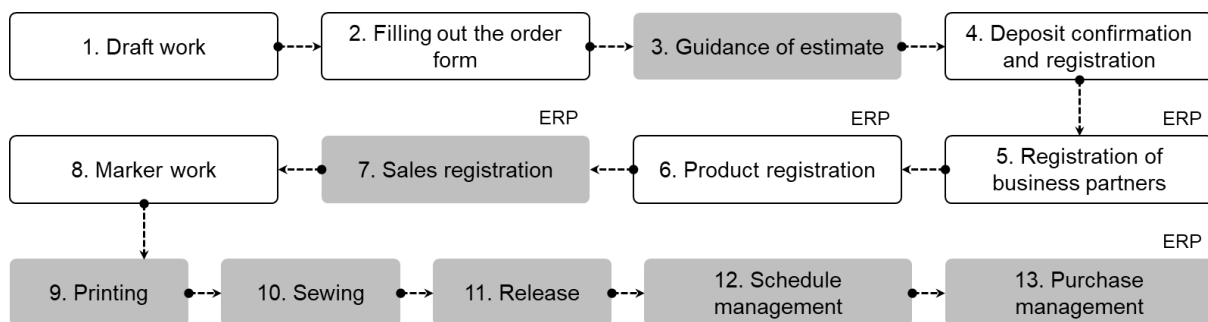 1. Draft work
2. Filling out the order
form
3. Guidance of estimate
4. Deposit confirmation
and registration
ERP
5. Registration of
business partners
ERP
6. Product registration
ERP
7. Sales registration
8. Marker work
9. Printing
10. Sewing
11. Release
12. Schedule
management
ERP
13. Purchase
management